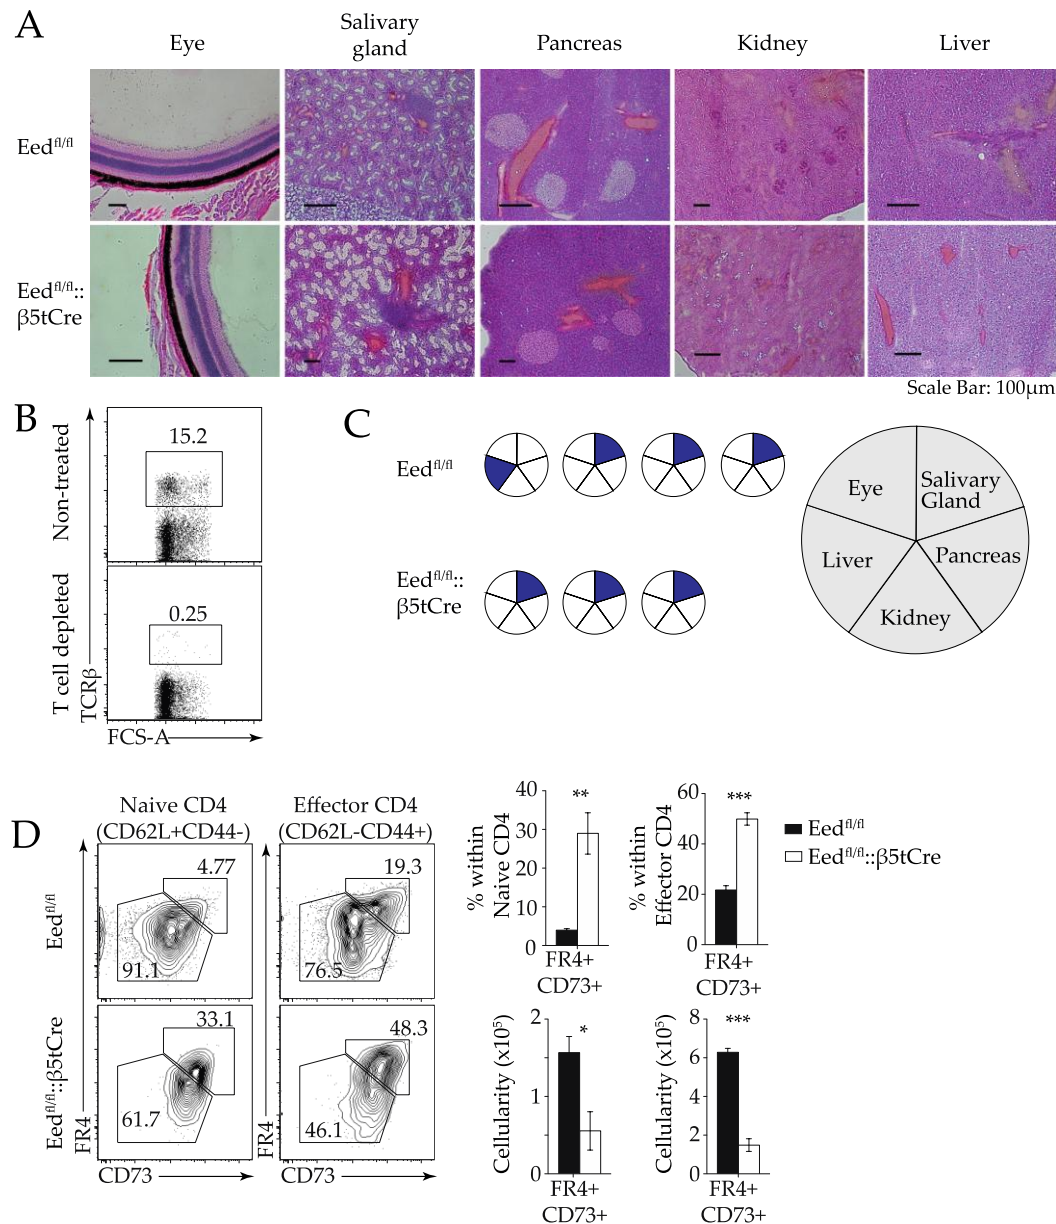 A
Eye
Salivary
gland
Pancreas
Kidney
Liver
Eedfl/fl
Eedfl/fl::
β5tCre
Scale Bar: 100μm
B
Non-treated
15.2
T cell depleted
0.25
TCRβ
FCS-A
C
Eedfl/fl
Eedfl/fl::
β5tCre
Eye
Salivary
Gland
Liver
Pancreas
Kidney
D
Naive CD4
(CD62L+CD44-)
Effector CD4
(CD62L-CD44+)
Eedfl/fl
4.77
91.1
19.3
76.5
Eedfl/fl::β5tCre
33.1
61.7
48.3
46.1
FR4
FR4
CD73
CD73
% within
Naive CD4
40
30
20
10
0
**
FR4+
CD73+
% within
Effector CD4
60
40
20
0
***
FR4+
CD73+
Eedfl/fl
Eedfl/fl::β5tCre
Cellularity (x10⁵)
2
1
0
*
FR4+
CD73+
Cellularity (x10⁵)
8
6
4
2
0
***
FR4+
CD73+